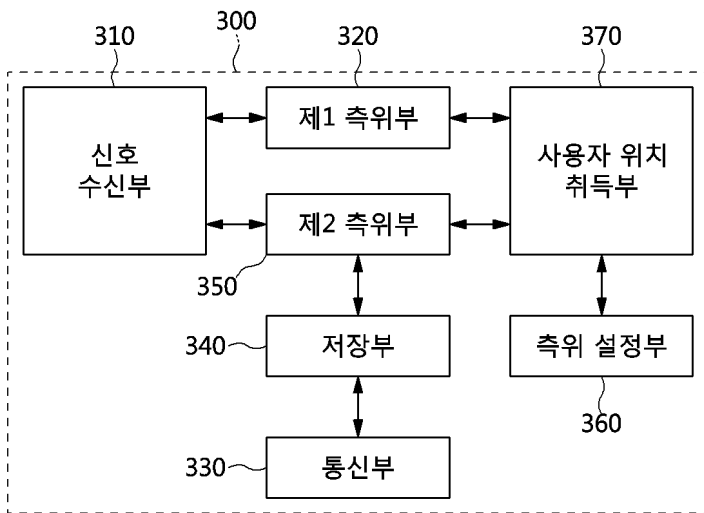 300
310
320
370
신호
수신부
제1 측위부
사용자 위치
취득부
제2 측위부
350
340
저장부
측위 설정부
360
330
통신부